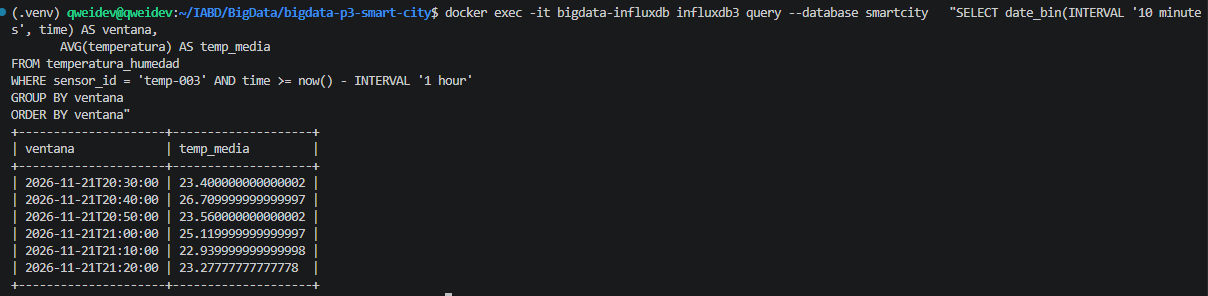 (.venv) qweidev@qweidev:~/IABD/BigData/bigdata-p3-smart-city$ docker exec -it bigdata-influxdb influxdb3 query --database smartcity   "SELECT date_bin(INTERVAL '10 minute
s', time) AS ventana,
       AVG(temperatura) AS temp_media
FROM temperatura_humedad
WHERE sensor_id = 'temp-003' AND time >= now() - INTERVAL '1 hour'
GROUP BY ventana
ORDER BY ventana"
+---------------------+--------------------+
| ventana             | temp_media         |
+---------------------+--------------------+
| 2026-11-21T20:30:00 | 23.400000000000002 |
| 2026-11-21T20:40:00 | 26.709999999999997 |
| 2026-11-21T20:50:00 | 23.560000000000002 |
| 2026-11-21T21:00:00 | 25.119999999999997 |
| 2026-11-21T21:10:00 | 22.939999999999998 |
| 2026-11-21T21:20:00 | 23.27777777777778  |
+---------------------+--------------------+